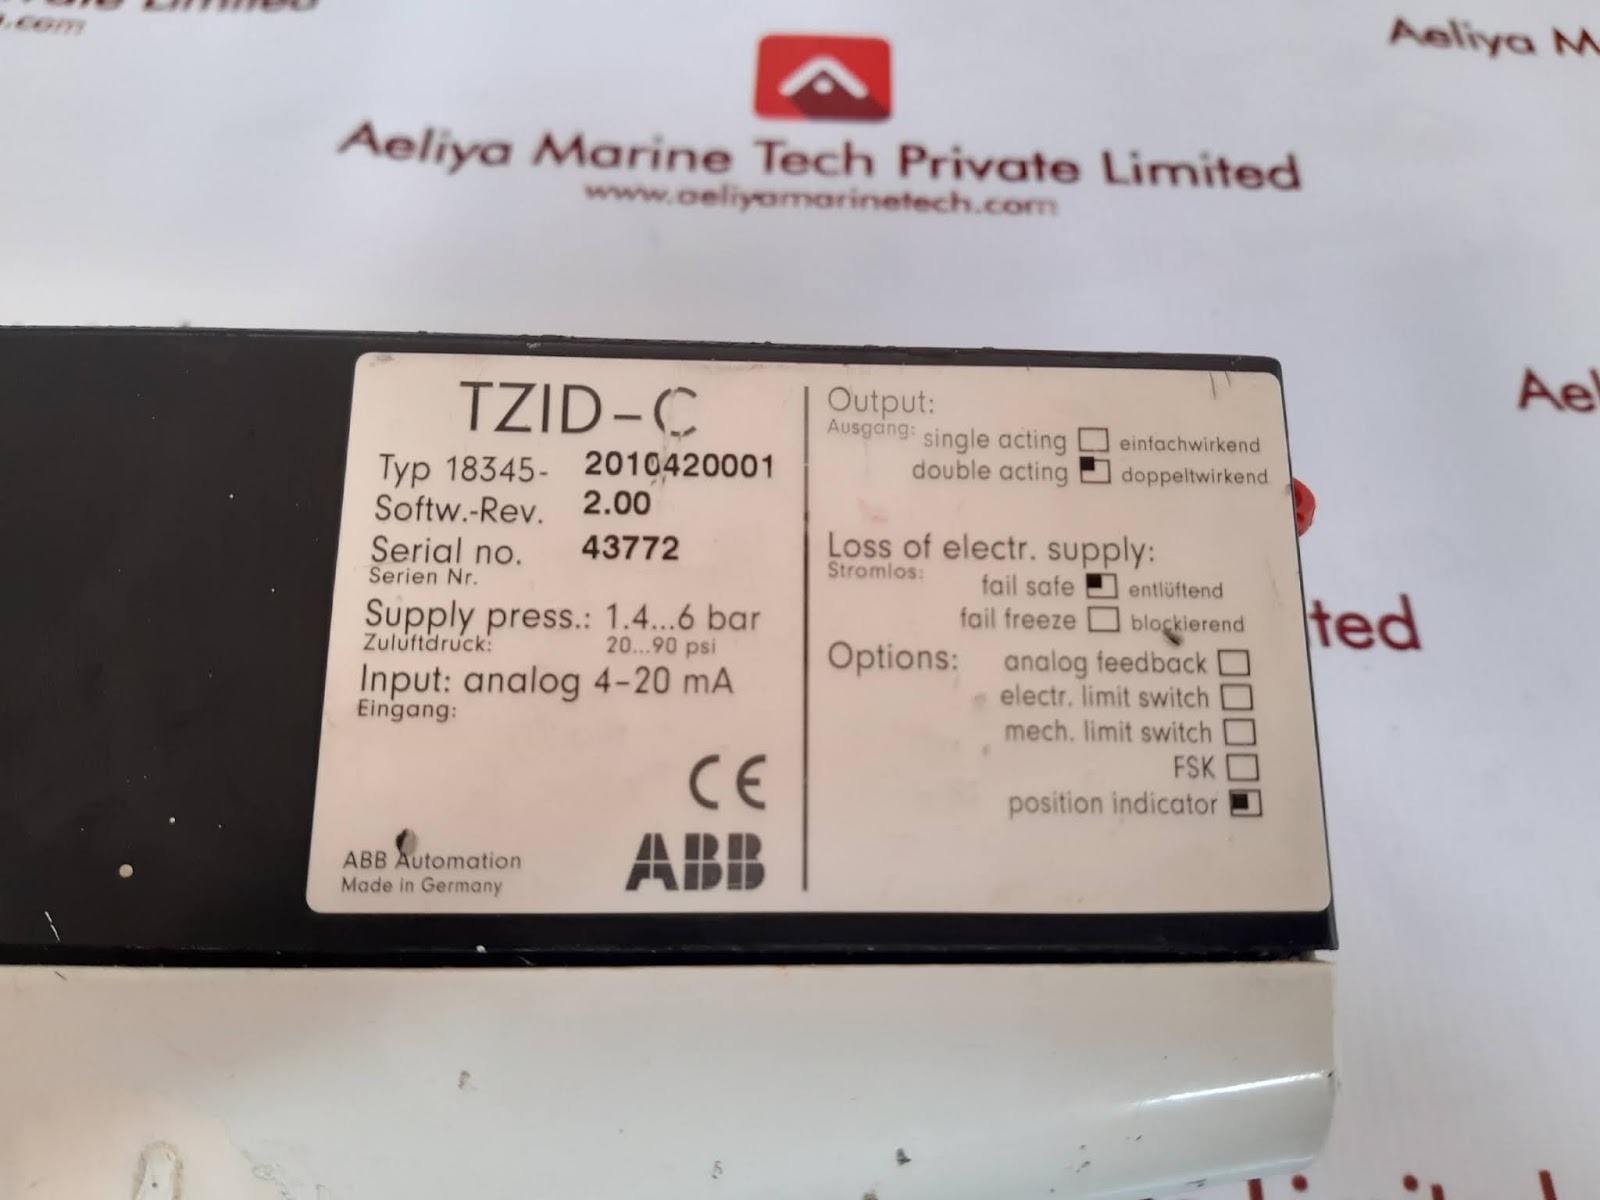 Limited
.com
Aeliya Marine Tech Private Limited
www.aeliyamarinetech.com
Aeliya M
Ael
ted
TZID-C
Typ 18345- 2010420001
Softw.-Rev. 2.00
Serial no. 43772
Serien Nr.
Supply press.: 1.4...6 bar
Zuluftdruck: 20...90 psi
Input: analog 4-20 mA
Eingang:
CE
ABB Automation
Made in Germany
ABB
Output:
Ausgang:
single acting einfachwirkend
double acting doppeltwirkend
Loss of electr. supply:
Stromlos:
fail safe entlüftend
fail freeze blockierend
Options: analog feedback
electr. limit switch
mech. limit switch
FSK
position indicator